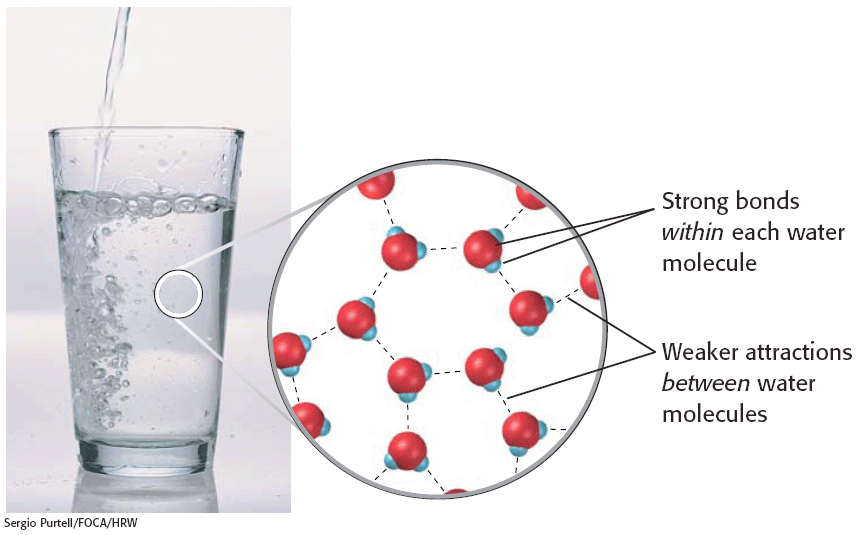 Strong bonds
within each water
molecule
Weaker attractions
between water
molecules
Sergio Purtell/FOCA/HRW